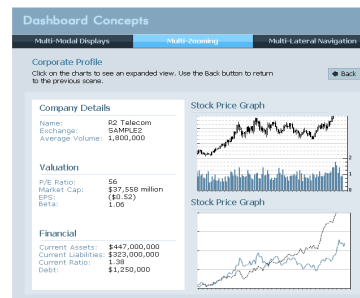 Dashboard Concepts
Multi-Modal Displays
Multi-Zooming
Multi-Lateral Navigation
Corporate Profile
Click on the charts to see an expanded view. Use the Back button to return
to the previous scene.
Back
Company Details
Name: R2 Telecom
Exchange: SAMPLE2
Average Volume: 1,800,000
Valuation
P/E Ratio: 56
Market Cap: $37,558 million
EPS: ($0.52)
Beta: 1.06
Financial
Current Assets: $447,000,000
Current Liabilities: $323,000,000
Current Ratio: 1.38
Debt: $1,250,000
Stock Price Graph
2
1
0
Stock Price Graph